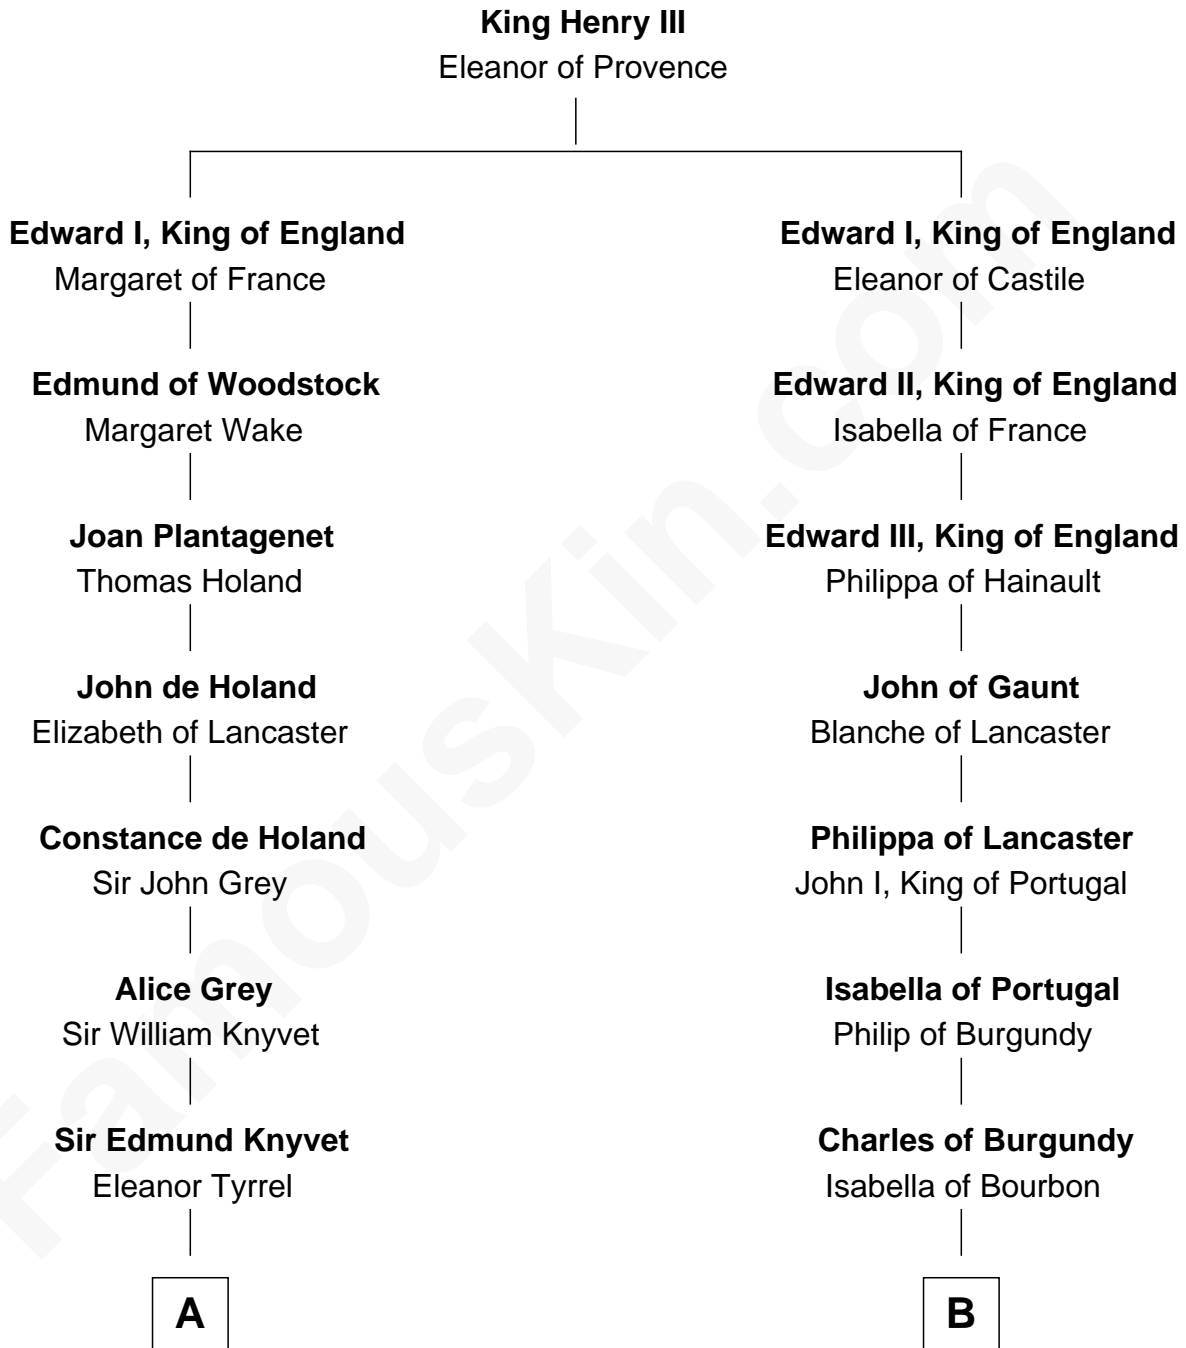 King Henry III
Eleanor of Provence
Edward I, King of England
Margaret of France
Edward I, King of England
Eleanor of Castile
Edmund of Woodstock
Margaret Wake
Edward II, King of England
Isabella of France
Joan Plantagenet
Thomas Holand
Edward III, King of England
Philippa of Hainault
John de Holand
Elizabeth of Lancaster
John of Gaunt
Blanche of Lancaster
Constance de Holand
Sir John Grey
Philippa of Lancaster
John I, King of Portugal
Alice Grey
Sir William Knyvet
Isabella of Portugal
Philip of Burgundy
Sir Edmund Knyvet
Eleanor Tyrrel
Charles of Burgundy
Isabella of Bourbon
A
B
FamousKin.com